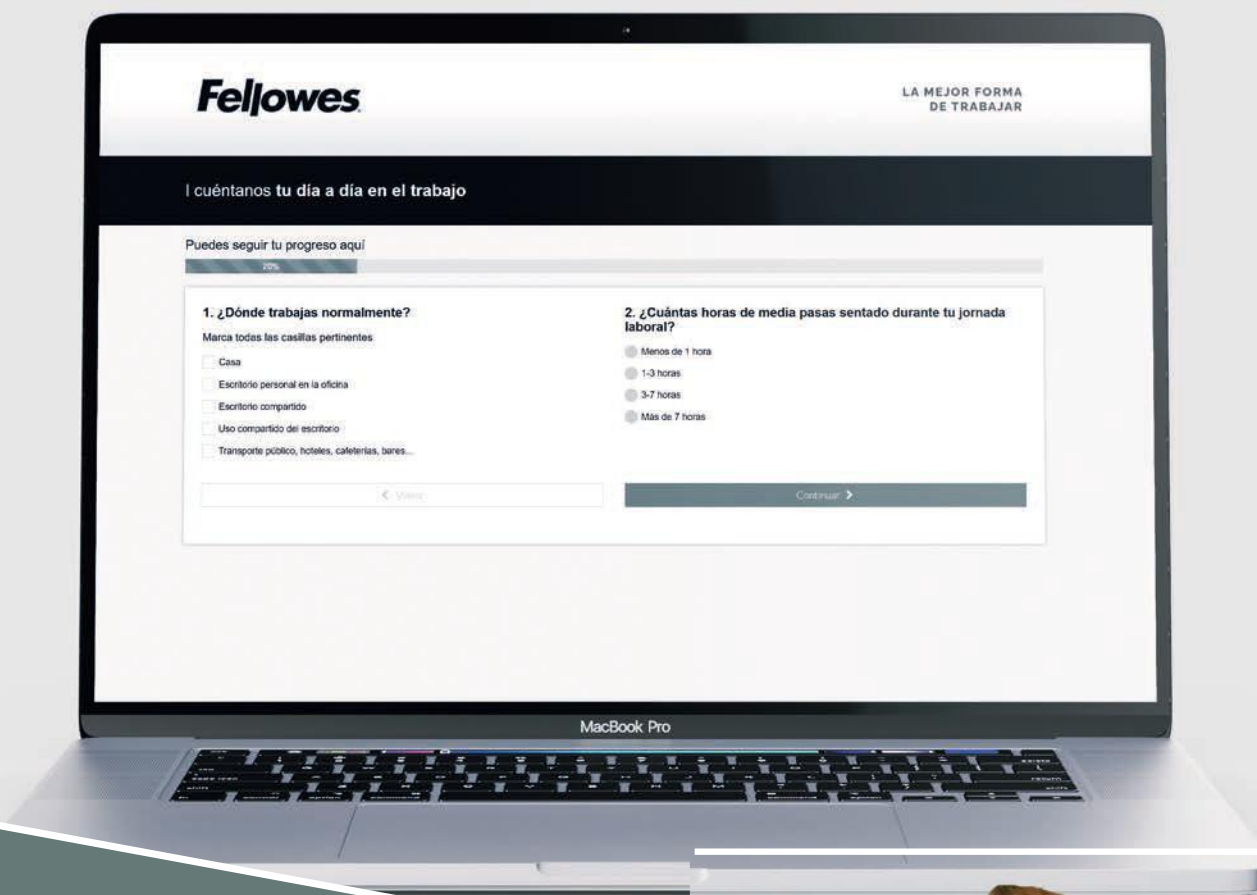 Fellowes
LA MEJOR FORMA
DE TRABAJAR
I cuéntanos tu día a día en el trabajo
Puedes seguir tu progreso aquí
20%
1. ¿Dónde trabajas normalmente?
Marca todas las casillas pertinentes
Casa
Escritorio personal en la oficina
Escritorio compartido
Uso compartido del escritorio
Transporte público, hoteles, cafeterías, bares...
2. ¿Cuántas horas de media pasas sentado durante tu jornada
laboral?
Menos de 1 hora
1-3 horas
3-7 horas
Más de 7 horas
Volver
Continuar
MacBook Pro